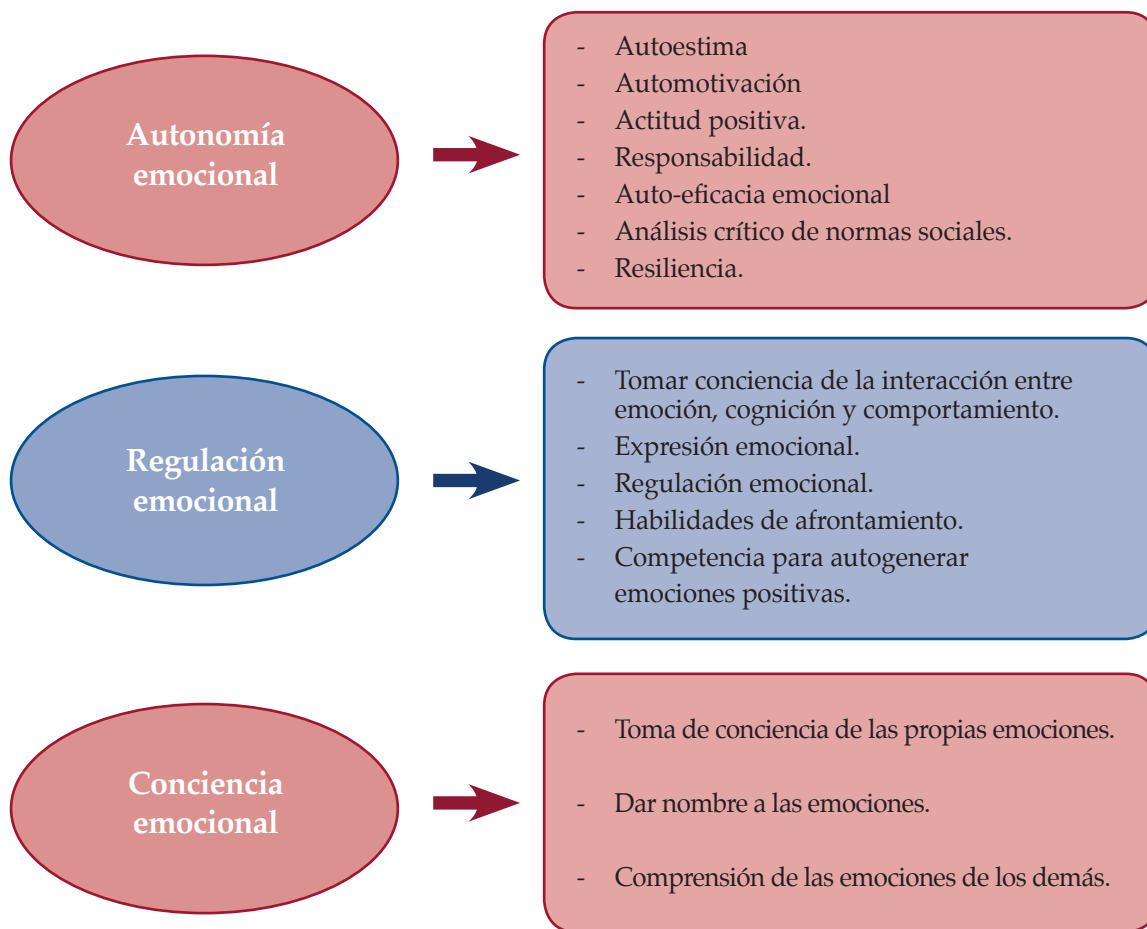 Autonomía
emocional
- Autoestima
- Automotivación
- Actitud positiva.
- Responsabilidad.
- Auto-eficacia emocional
- Análisis crítico de normas sociales.
- Resiliencia.
Regulación
emocional
- Tomar conciencia de la interacción entre
emoción, cognición y comportamiento.
- Expresión emocional.
- Regulación emocional.
- Habilidades de afrontamiento.
- Competencia para autogenerar
emociones positivas.
Conciencia
emocional
- Toma de conciencia de las propias emociones.
- Dar nombre a las emociones.
- Comprensión de las emociones de los demás.